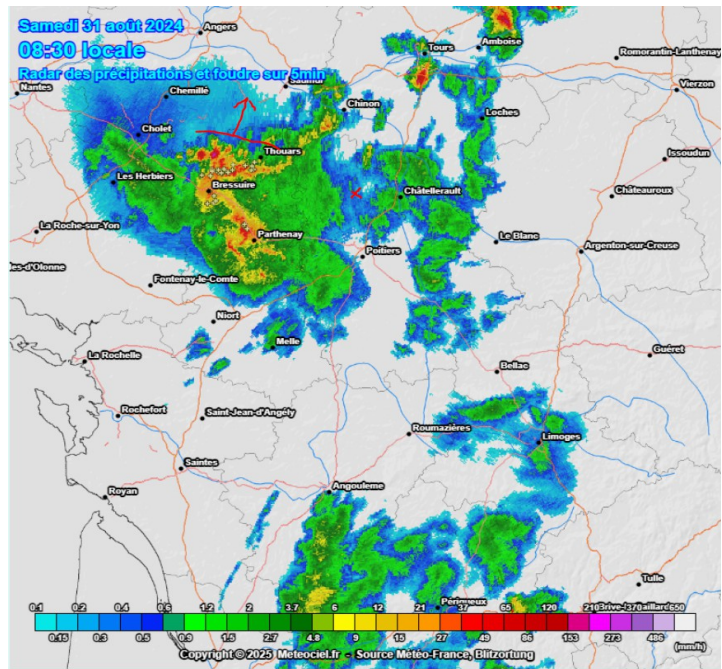 Samedi 31 août 2024
08:30 locale
Radar des précipitations et foudre sur 5min
Angers
Nantes
Chemillé
Saumur
Tours
Amboise
Romorantin-Lanthenay
Vierzon
Cholet
Chinon
Loches
Thouars
Issoudun
Les Herbiers
Bressuire
Châtellerault
Châteauroux
La Roche-sur-Yon
Parthenay
Le Blanc
Argenton-sur-Creuse
Poitiers
les-d'Olonne
Fontenay-le-Comte
Niort
Melle
La Rochelle
Guéret
Bellac
Rochefort
Saint-Jean-d'Angély
Roumazières
Limoges
Saintes
Royan
Angouleme
Tulle
Périgueux
0.1 0.2 0.4 0.6 1.2 2 3.7 6 12 21 37 65 120 210 370 650
0.15 0.3 0.5 0.9 1.5 2.7 4.8 9 15 27 49 86 153 273 486 (mm/h)
Copyright © 2025 Meteociel.fr - Source Météo-France, Blitzortung